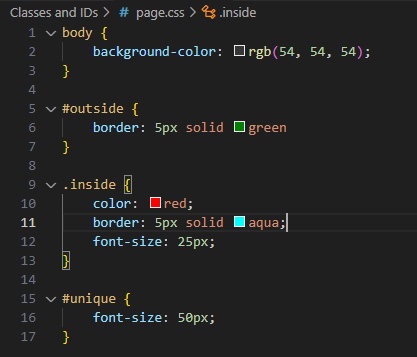 Classes and IDs > # page.css > .inside
1 body {
2 background-color: rgb(54, 54, 54);
3 }
4
5 #outside {
6 border: 5px solid green
7 }
8
9 .inside {
10 color: red;
11 border: 5px solid aqua;
12 font-size: 25px;
13 }
14
15 #unique {
16 font-size: 50px;
17 }